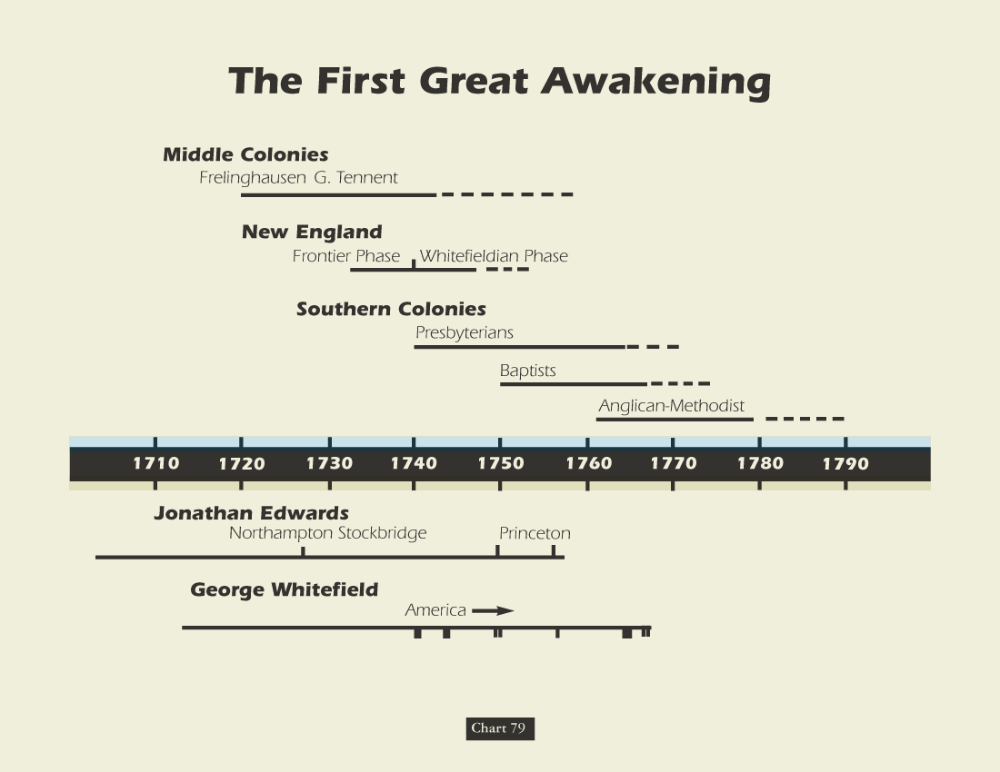 The First Great Awakening
Middle Colonies
Frelinghausen G. Tennent
New England
Frontier Phase Whitefieldian Phase
Southern Colonies
Presbyterians
Baptists
Anglican-Methodist
1710 1720 1730 1740 1750 1760 1770 1780 1790
Jonathan Edwards
Northampton Stockbridge Princeton
George Whitefield
America
Chart 79